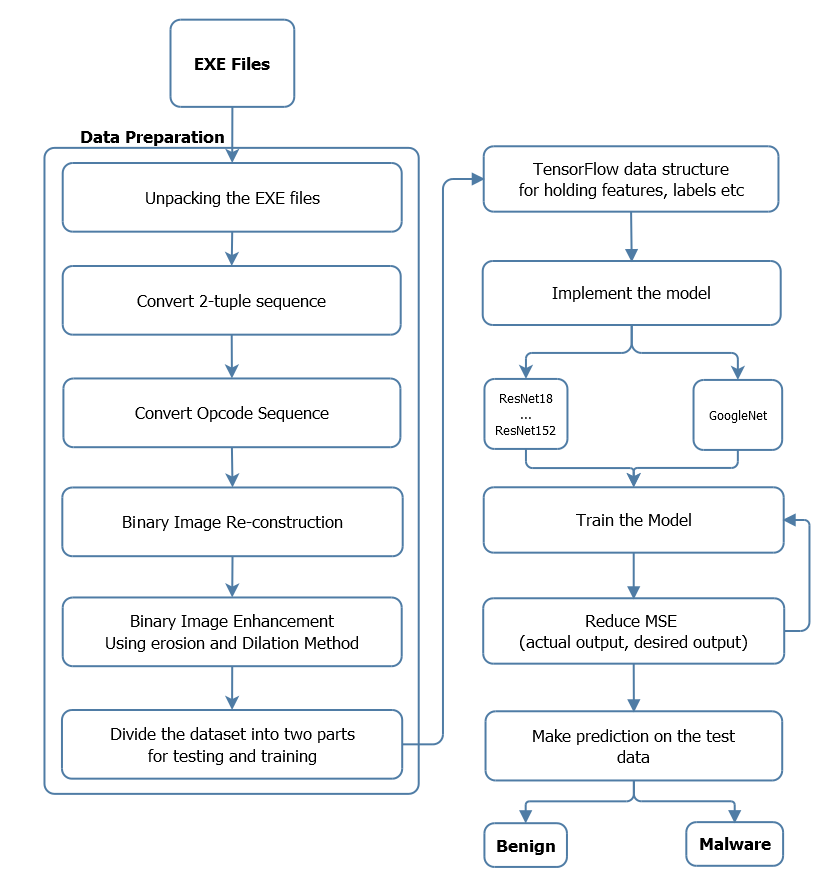 EXE Files
Data Preparation
Unpacking the EXE files
Convert 2-tuple sequence
Convert Opcode Sequence
Binary Image Re-construction
Binary Image Enhancement
Using erosion and Dilation Method
Divide the dataset into two parts
for testing and training
TensorFlow data structure
for holding features, labels etc
Implement the model
ResNet18
...
ResNet152
GoogleNet
Train the Model
Reduce MSE
(actual output, desired output)
Make prediction on the test
data
Benign
Malware